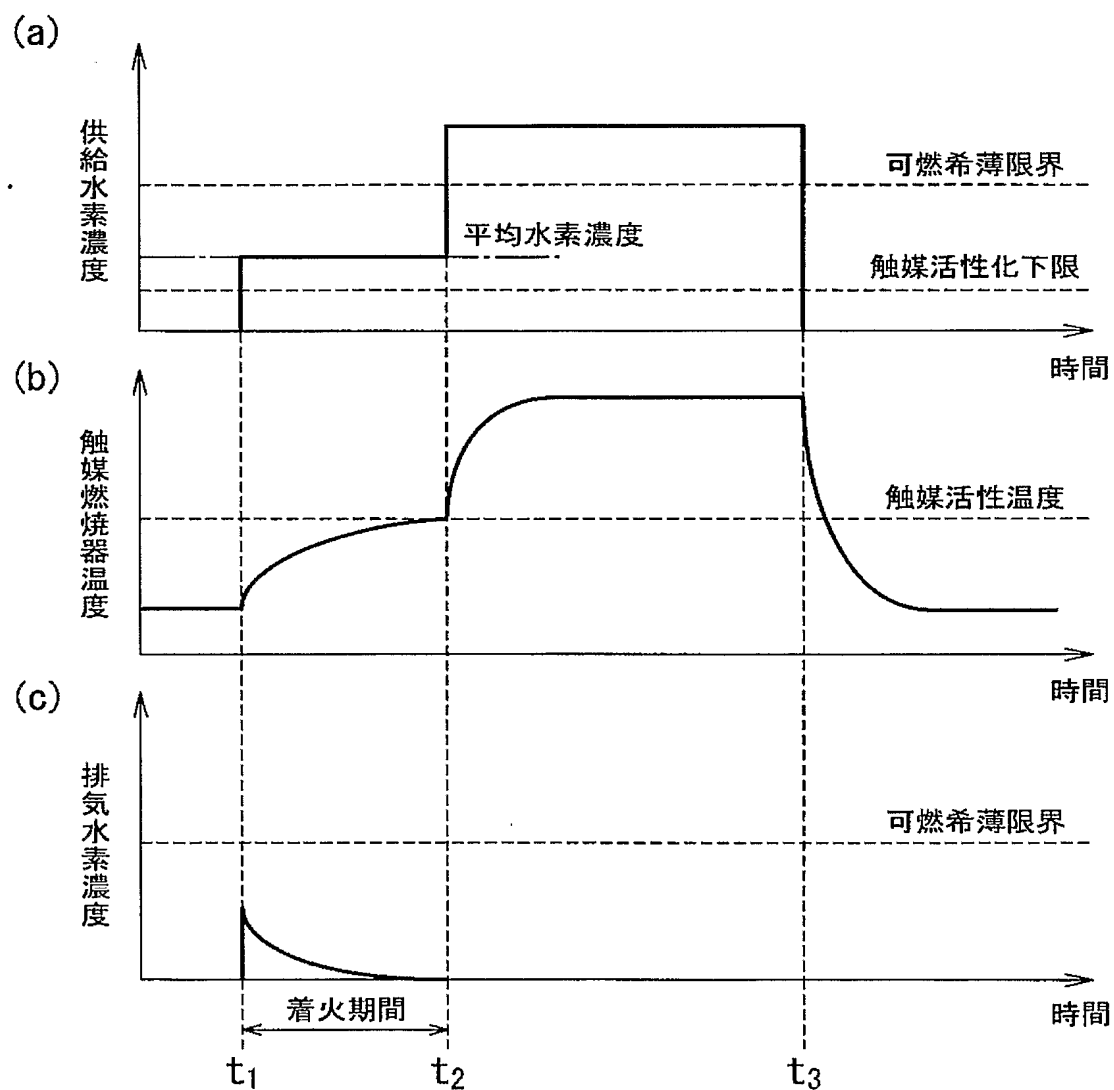 (a)
供給水素濃度
可燃希薄限界
平均水素濃度
触媒活性化下限
時間
(b)
触媒燃焼器温度
触媒活性温度
時間
(c)
排気水素濃度
可燃希薄限界
着火期間
時間
t1 t2 t3